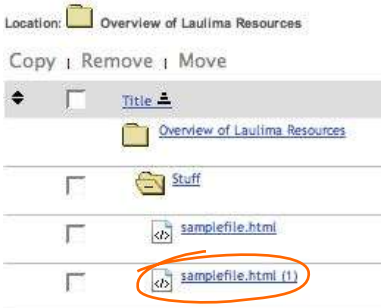 Location: Overview of Laulima Resources
Copy | Remove | Move
Title
Overview of Laulima Resources
Stuff
samplefile.html
samplefile.html (1)